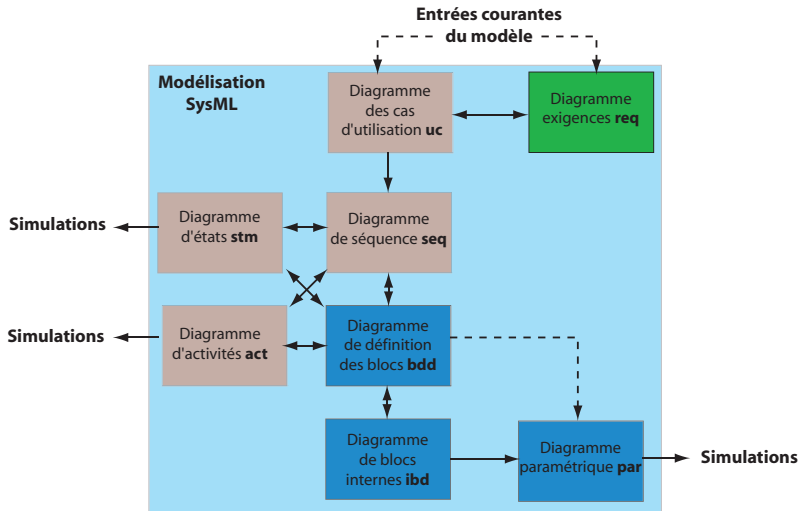 Entrées courantes
du modèle
Modélisation
SysML
Diagramme
des cas
d'utilisation uc
Diagramme
exigences req
Simulations
Diagramme
d'états stm
Diagramme
de séquence seq
Simulations
Diagramme
d'activités act
Diagramme
de définition
des blocs bdd
Diagramme
de blocs
internes ibd
Diagramme
paramétrique par
Simulations